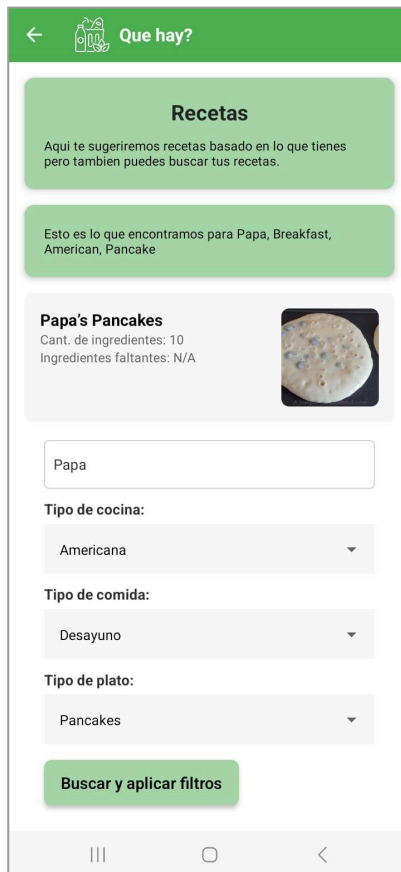 Que hay?
Recetas
Aqui te sugeriremos recetas basado en lo que tienes
pero tambien puedes buscar tus recetas.
Esto es lo que encontramos para Papa, Breakfast,
American, Pancake
Papa's Pancakes
Cant. de ingredientes: 10
Ingredientes faltantes: N/A
Papa
Tipo de cocina:
Americana
Tipo de comida:
Desayuno
Tipo de plato:
Pancakes
Buscar y aplicar filtros